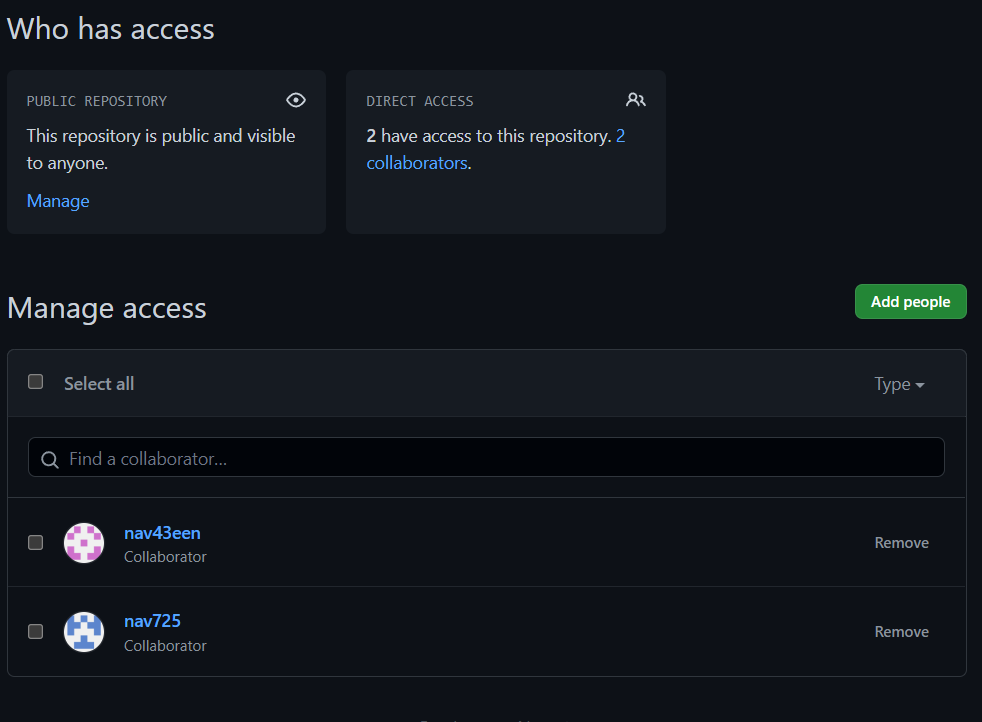 Who has access
PUBLIC REPOSITORY
This repository is public and visible
to anyone.
Manage
DIRECT ACCESS
2 have access to this repository. 2
collaborators.
Manage access
Add people
Select all
Type
Find a collaborator...
nav43een
Collaborator
Remove
nav725
Collaborator
Remove